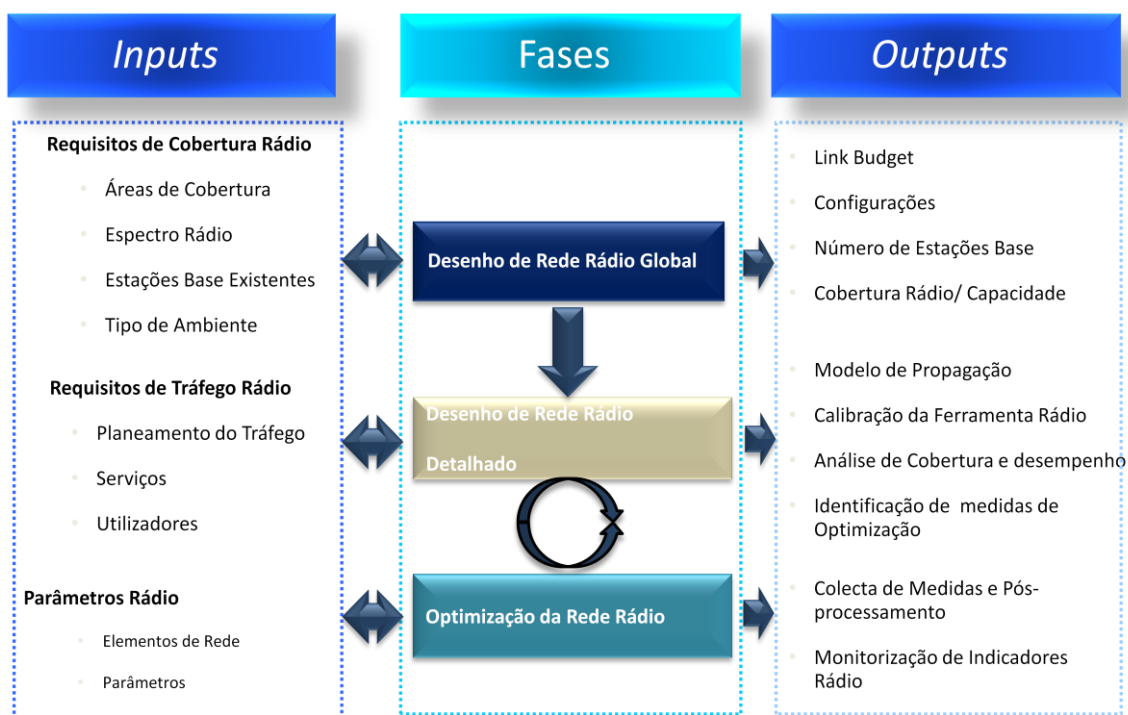 Inputs
Fases
Outputs
Requisitos de Cobertura Rádio
Áreas de Cobertura
Espectro Rádio
Estações Base Existentes
Tipo de Ambiente
Requisitos de Tráfego Rádio
Planeamento do Tráfego
Serviços
Utilizadores
Parâmetros Rádio
Elementos de Rede
Parâmetros
Desenho de Rede Rádio Global
Desenho de Rede Rádio
Detalhado
Optimização da Rede Rádio
Link Budget
Configurações
Número de Estações Base
Cobertura Rádio/ Capacidade
Modelo de Propagação
Calibração da Ferramenta Rádio
Análise de Cobertura e desempenho
Identificação de medidas de
Optimização
Colecta de Medidas e Pós-
processamento
Monitorização de Indicadores
Rádio